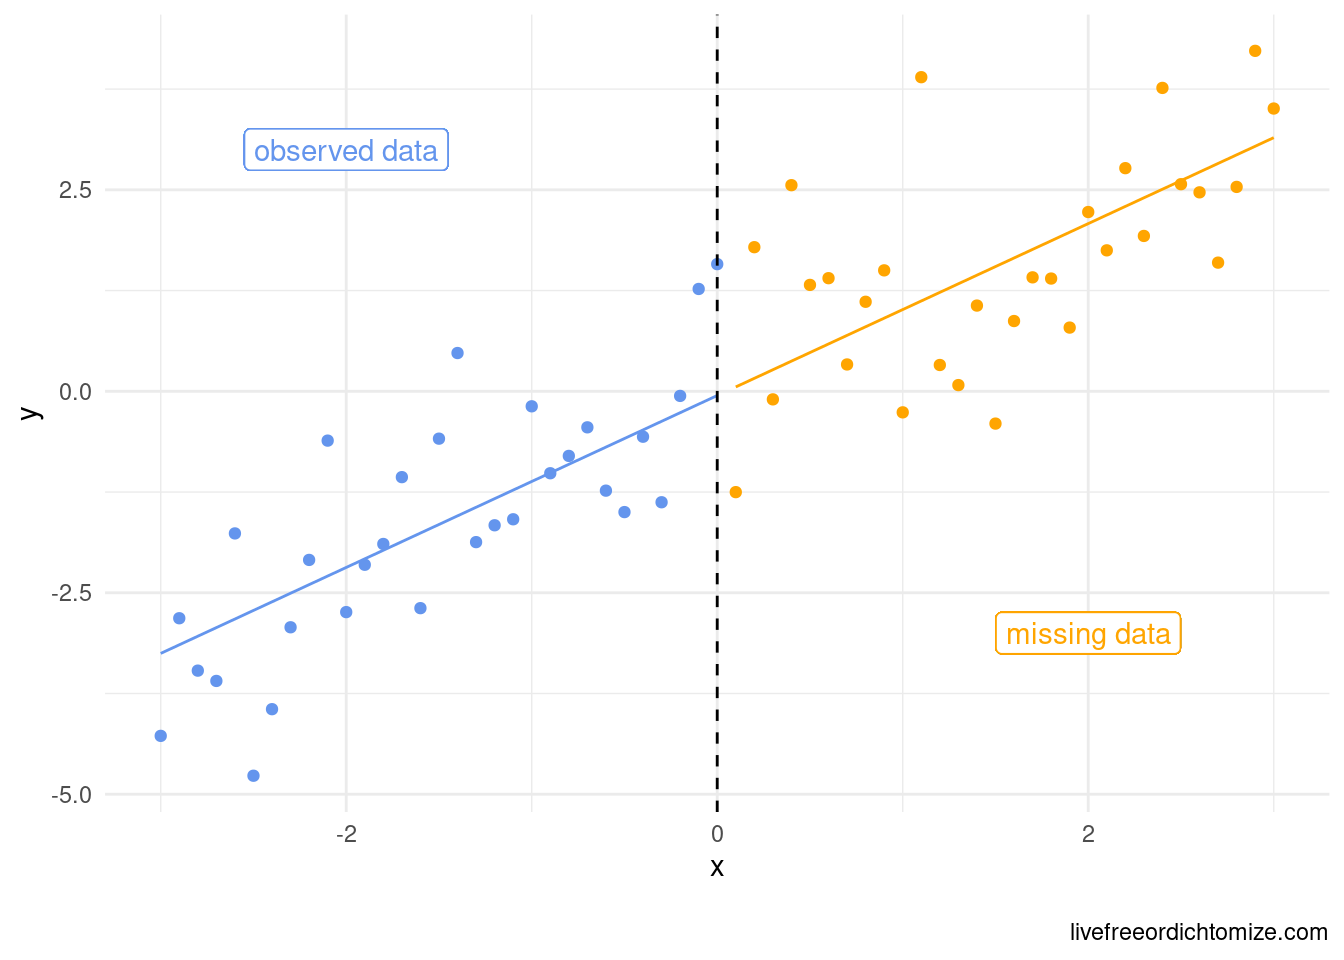 observed data
2.5
0.0
y
-2.5
missing data
-5.0
-2 0 2
x
livefreeordichtomize.com